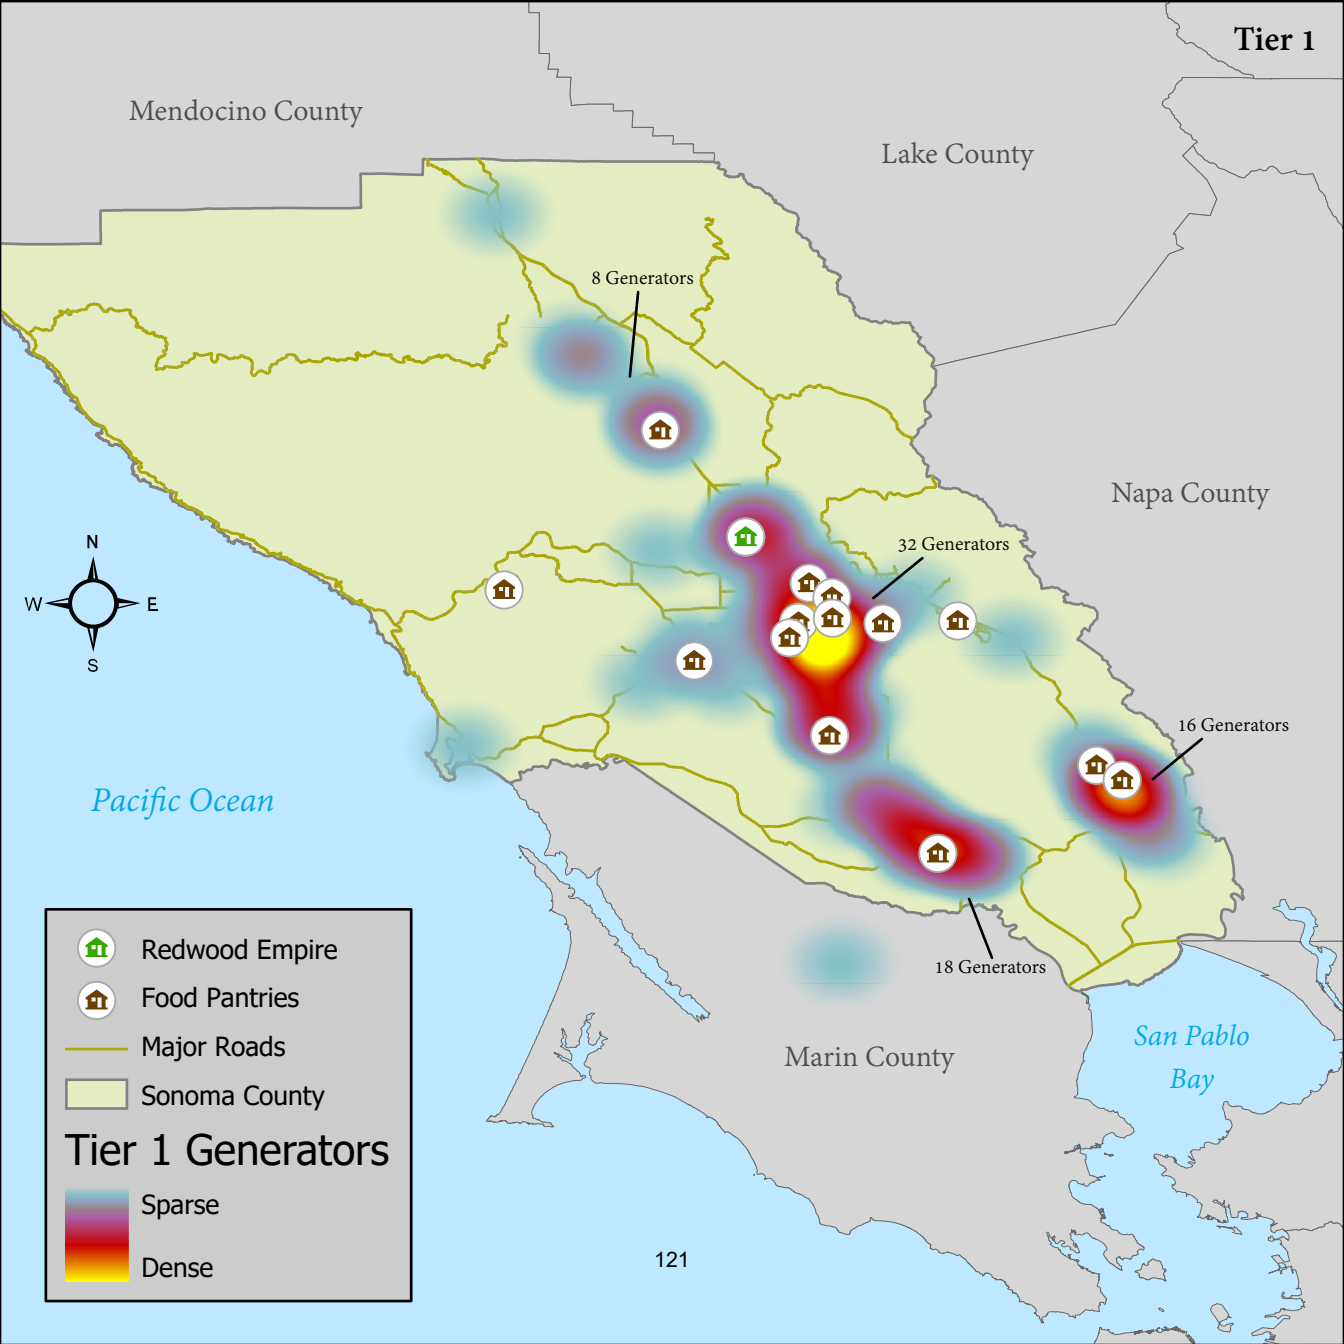 Tier 1
Mendocino County
Lake County
8 Generators
Napa County
32 Generators
N
W
E
S
16 Generators
Pacific Ocean
18 Generators
Marin County
San Pablo
Bay
Redwood Empire
Food Pantries
Major Roads
Sonoma County
Tier 1 Generators
Sparse
Dense
121